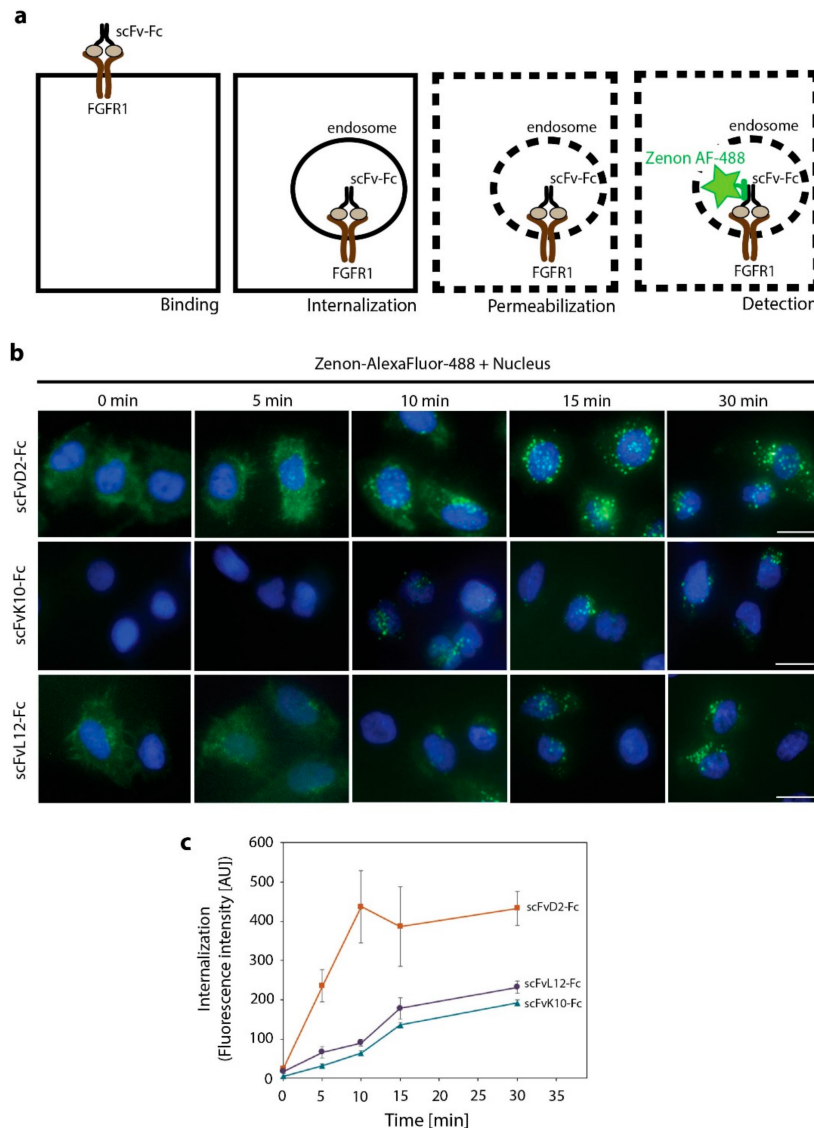 a
scFv-Fc
FGFR1
Binding
endosome
scFv-Fc
FGFR1
Internalization
endosome
scFv-Fc
FGFR1
Permeabilization
endosome
Zenon AF-488
scFv-Fc
FGFR1
Detection
b
Zenon-AlexaFluor-488 + Nucleus
0 min 5 min 10 min 15 min 30 min
scFvD2-Fc
scFvK10-Fc
scFvL12-Fc
c
Internalization
(Fluorescence intensity [AU])
600
500
400
300
200
100
0
scFvD2-Fc
scFvL12-Fc
scFvK10-Fc
0 5 10 15 20 25 30 35
Time [min]